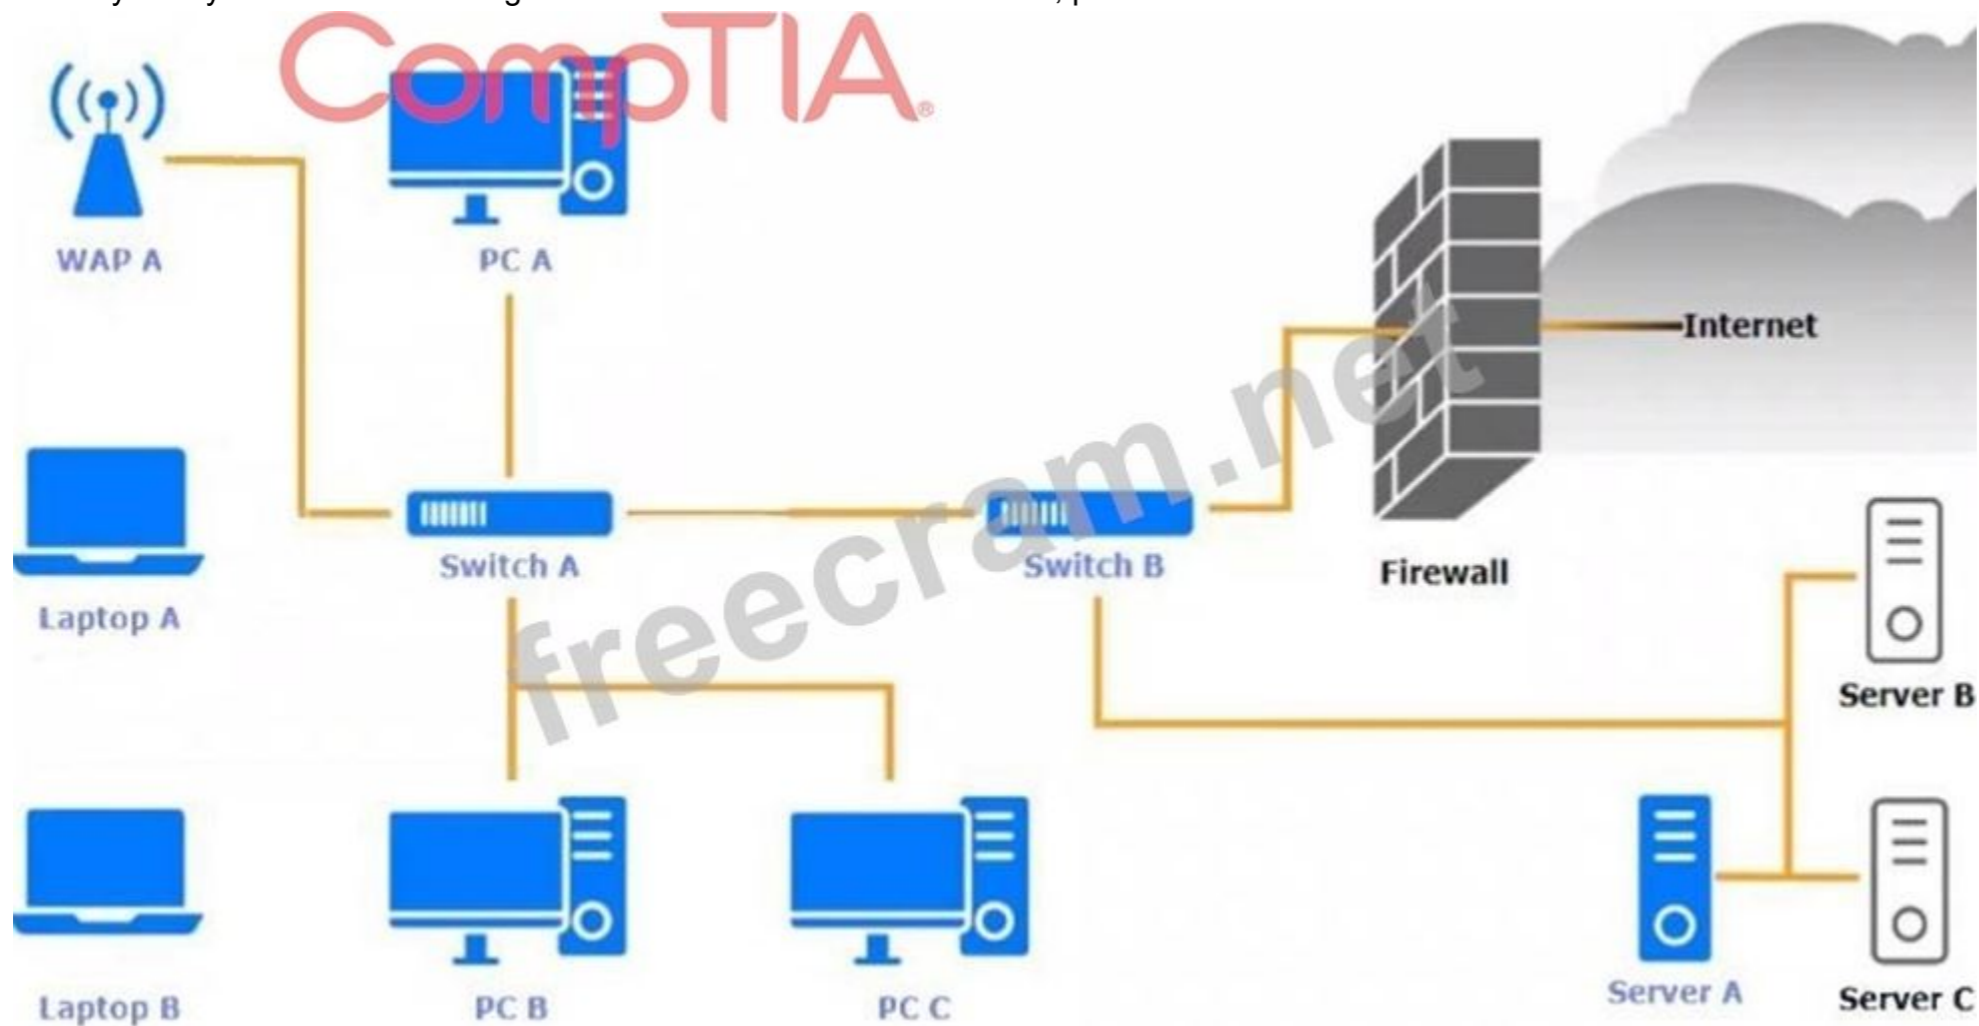 CompTIA®
WAP A
PC A
Internet
Laptop A
Switch A
Switch B
Firewall
freecram.net
Server B
Laptop B
PC B
PC C
Server A
Server C